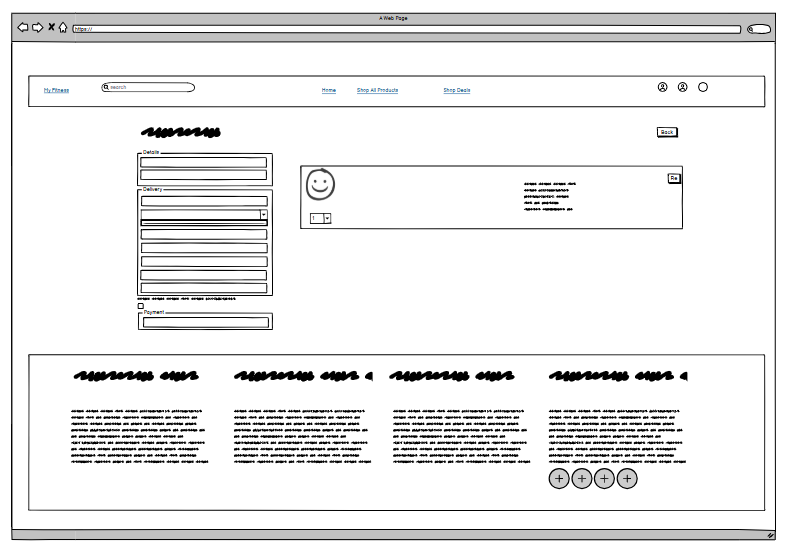 A Web Page
https://
My Fitness
search
Home
Shop All Products
Shop Deals
Back
Details
Delivery
Re
1
Payment